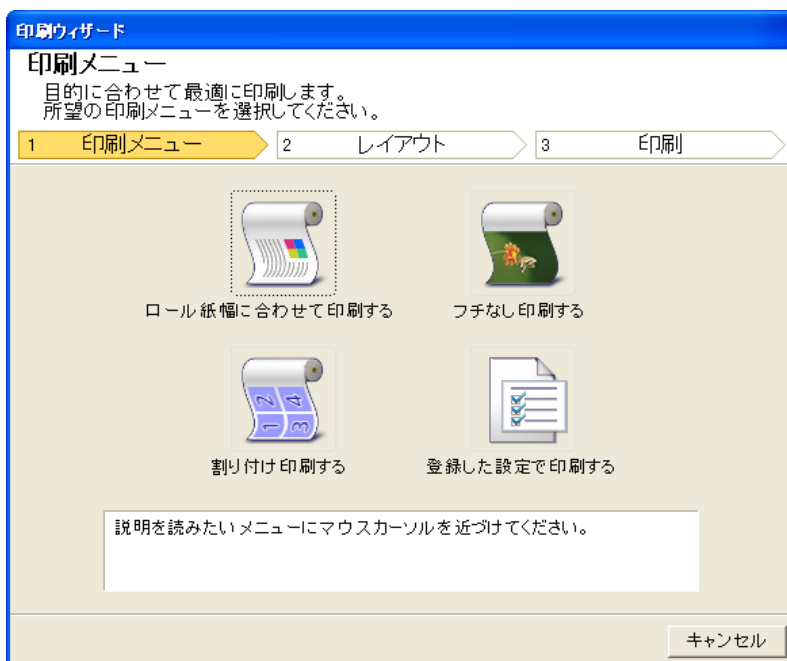 印刷ウィザード
印刷メニュー
目的に合わせて最適に印刷します。
所望の印刷メニューを選択してください。
1 印刷メニュー 2 レイアウト 3 印刷
ロール紙幅に合わせて印刷する フチなし印刷する
1 2 3 4
割り付け印刷する 登録した設定で印刷する
説明を読みたいメニューにマウスカーソルを近づけてください。
キャンセル